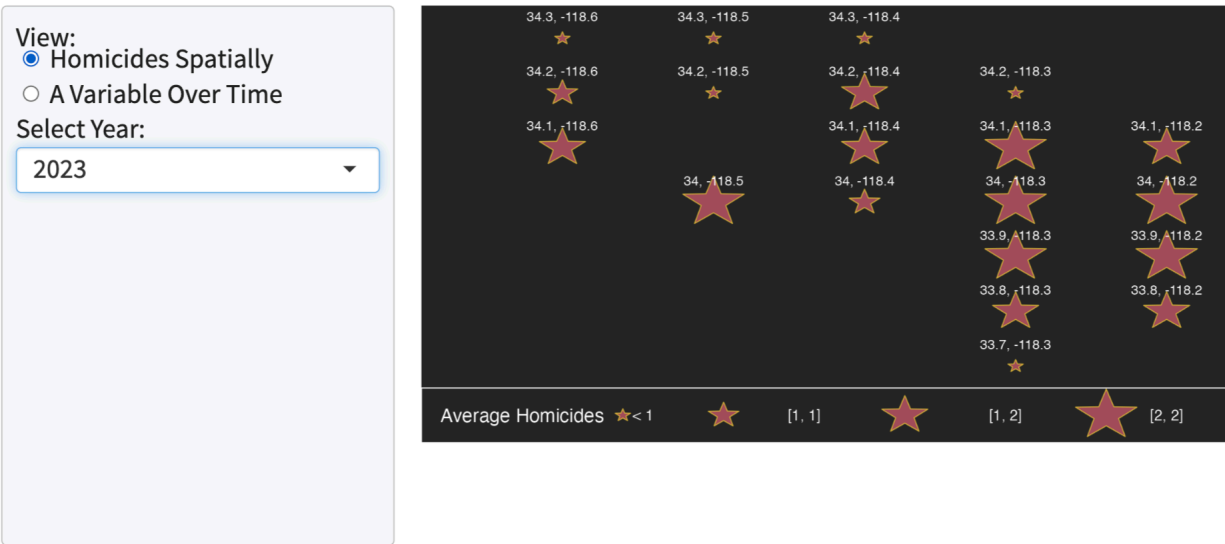 View:
Homicides Spatially
A Variable Over Time
Select Year:
2023
34.3, -118.6 34.3, -118.5 34.3, -118.4
34.2, -118.6 34.2, -118.5 34.2, -118.4 34.2, -118.3
34.1, -118.6 34.1, -118.4 34.1, -118.3 34.1, -118.2
34, -118.5 34, -118.4 34, -118.3 34, -118.2
33.9, -118.3 33.9, -118.2
33.8, -118.3 33.8, -118.2
33.7, -118.3
Average Homicides < 1 [1, 1] [1, 2] [2, 2]